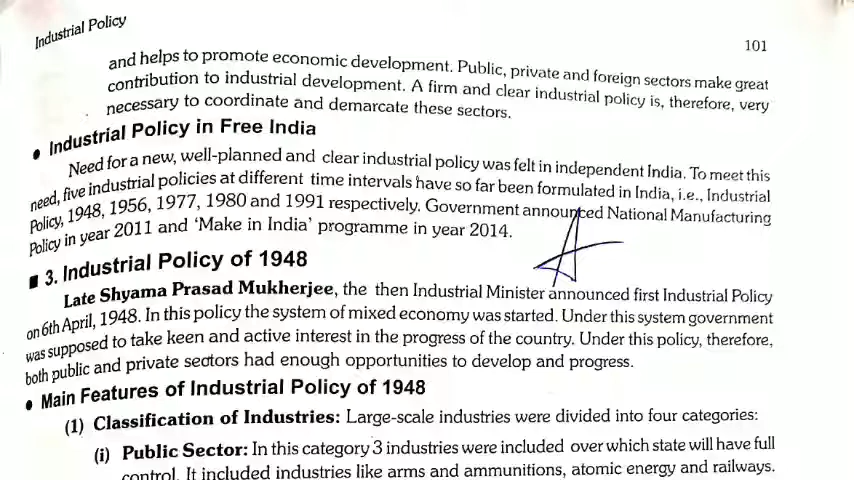 Industrial Policy
101
and helps to promote economic development. Public, private and foreign sectors make great
contribution to industrial development. A firm and clear industrial policy is, therefore, very
necessary to coordinate and demarcate these sectors.
• Industrial Policy in Free India
Need for a new, well-planned and clear industrial policy was felt in independent India. To meet this
need, five industrial policies at different time intervals have so far been formulated in India, i.e., Industrial
Policy, 1948, 1956, 1977, 1980 and 1991 respectively. Government announced National Manufacturing
Policy in year 2011 and ‘Make in India’ programme in year 2014.
■ 3. Industrial Policy of 1948
Late Shyama Prasad Mukherjee, the then Industrial Minister announced first Industrial Policy
on 6th April, 1948. In this policy the system of mixed economy was started. Under this system government
was supposed to take keen and active interest in the progress of the country. Under this policy, therefore,
both public and private sectors had enough opportunities to develop and progress.
• Main Features of Industrial Policy of 1948
(1) Classification of Industries: Large-scale industries were divided into four categories:
(i) Public Sector: In this category 3 industries were included over which state will have full
control. It included industries like arms and ammunitions, atomic energy and railways.